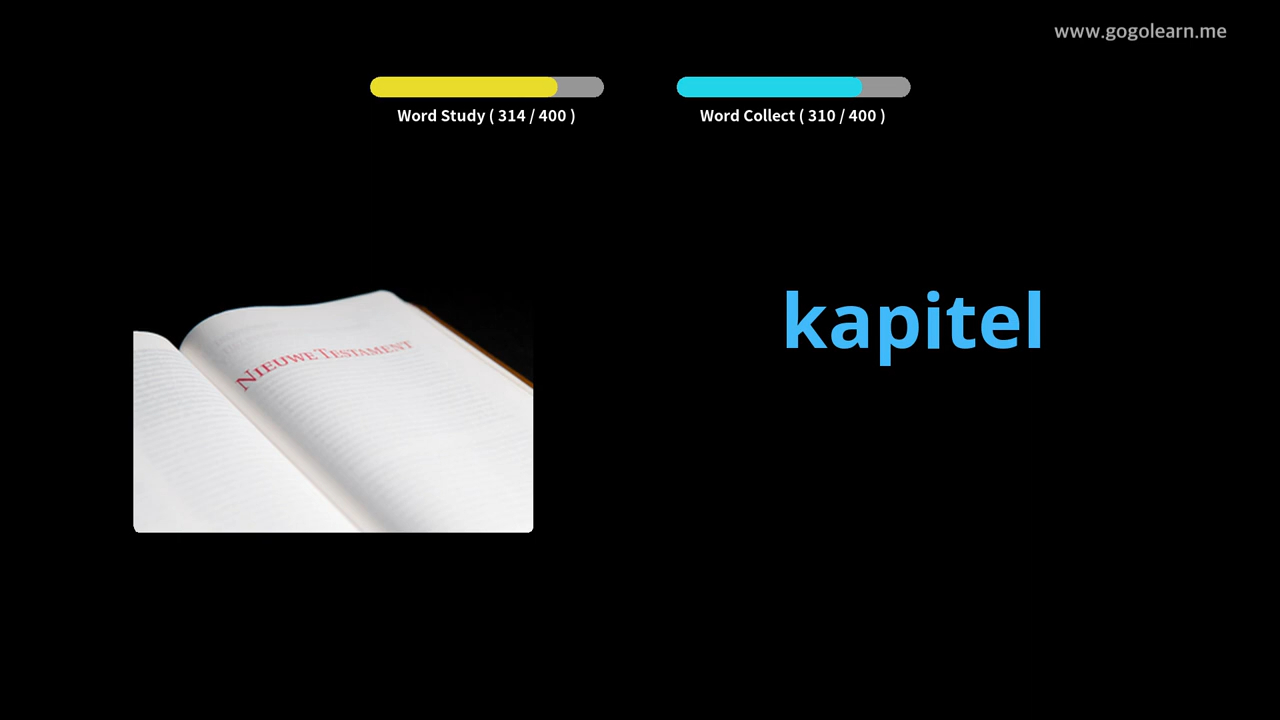 www.gogolearn.me
Word Study ( 314 / 400 )
Word Collect ( 310 / 400 )
kapitel
NIEUWE TESTAMENT